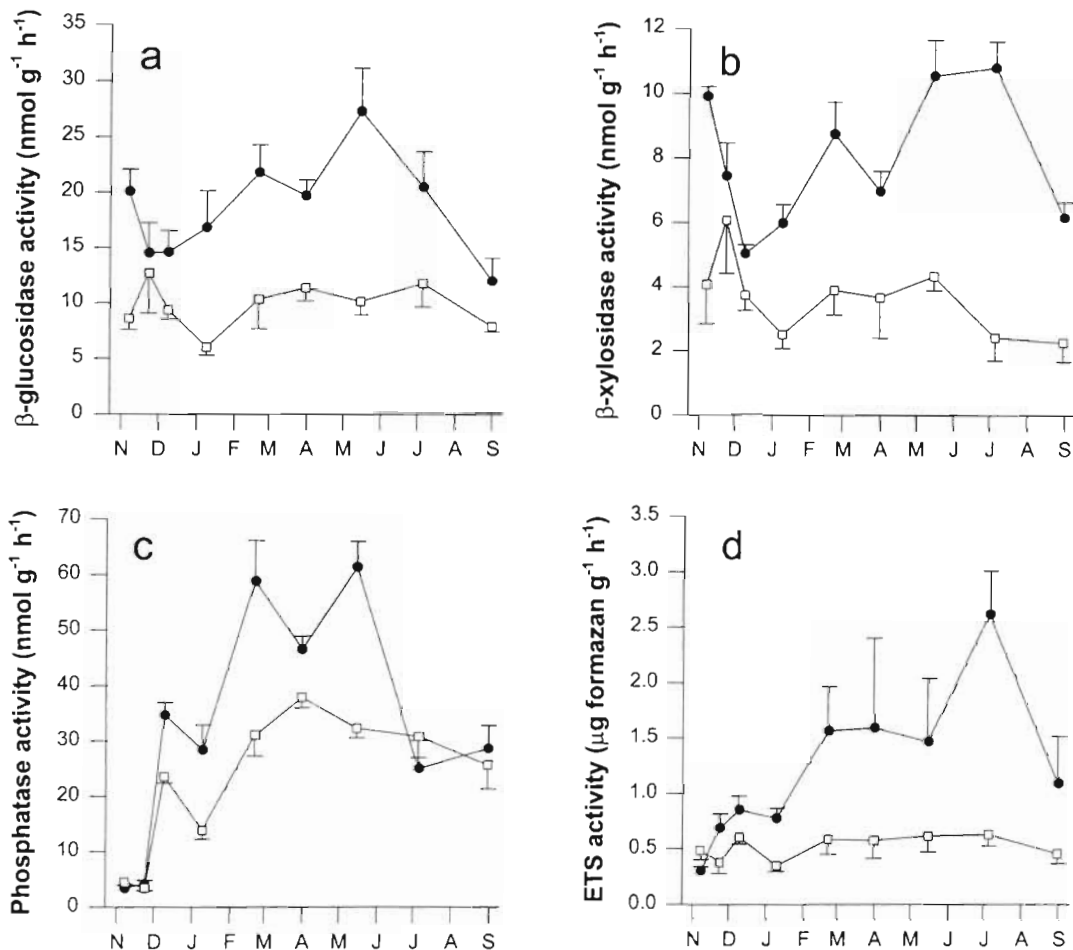 a
β-glucosidase activity (nmol g⁻¹ h⁻¹)
35
30
25
20
15
10
5
0
N D J F M A M J J A S
b
β-xylosidase activity (nmol g⁻¹ h⁻¹)
12
10
8
6
4
2
0
N D J F M A M J J A S
c
Phosphatase activity (nmol g⁻¹ h⁻¹)
70
60
50
40
30
20
10
0
N D J F M A M J J A S
d
ETS activity (µg formazan g⁻¹ h⁻¹)
3.5
3.0
2.5
2.0
1.5
1.0
0.5
0.0
N D J F M A M J J A S